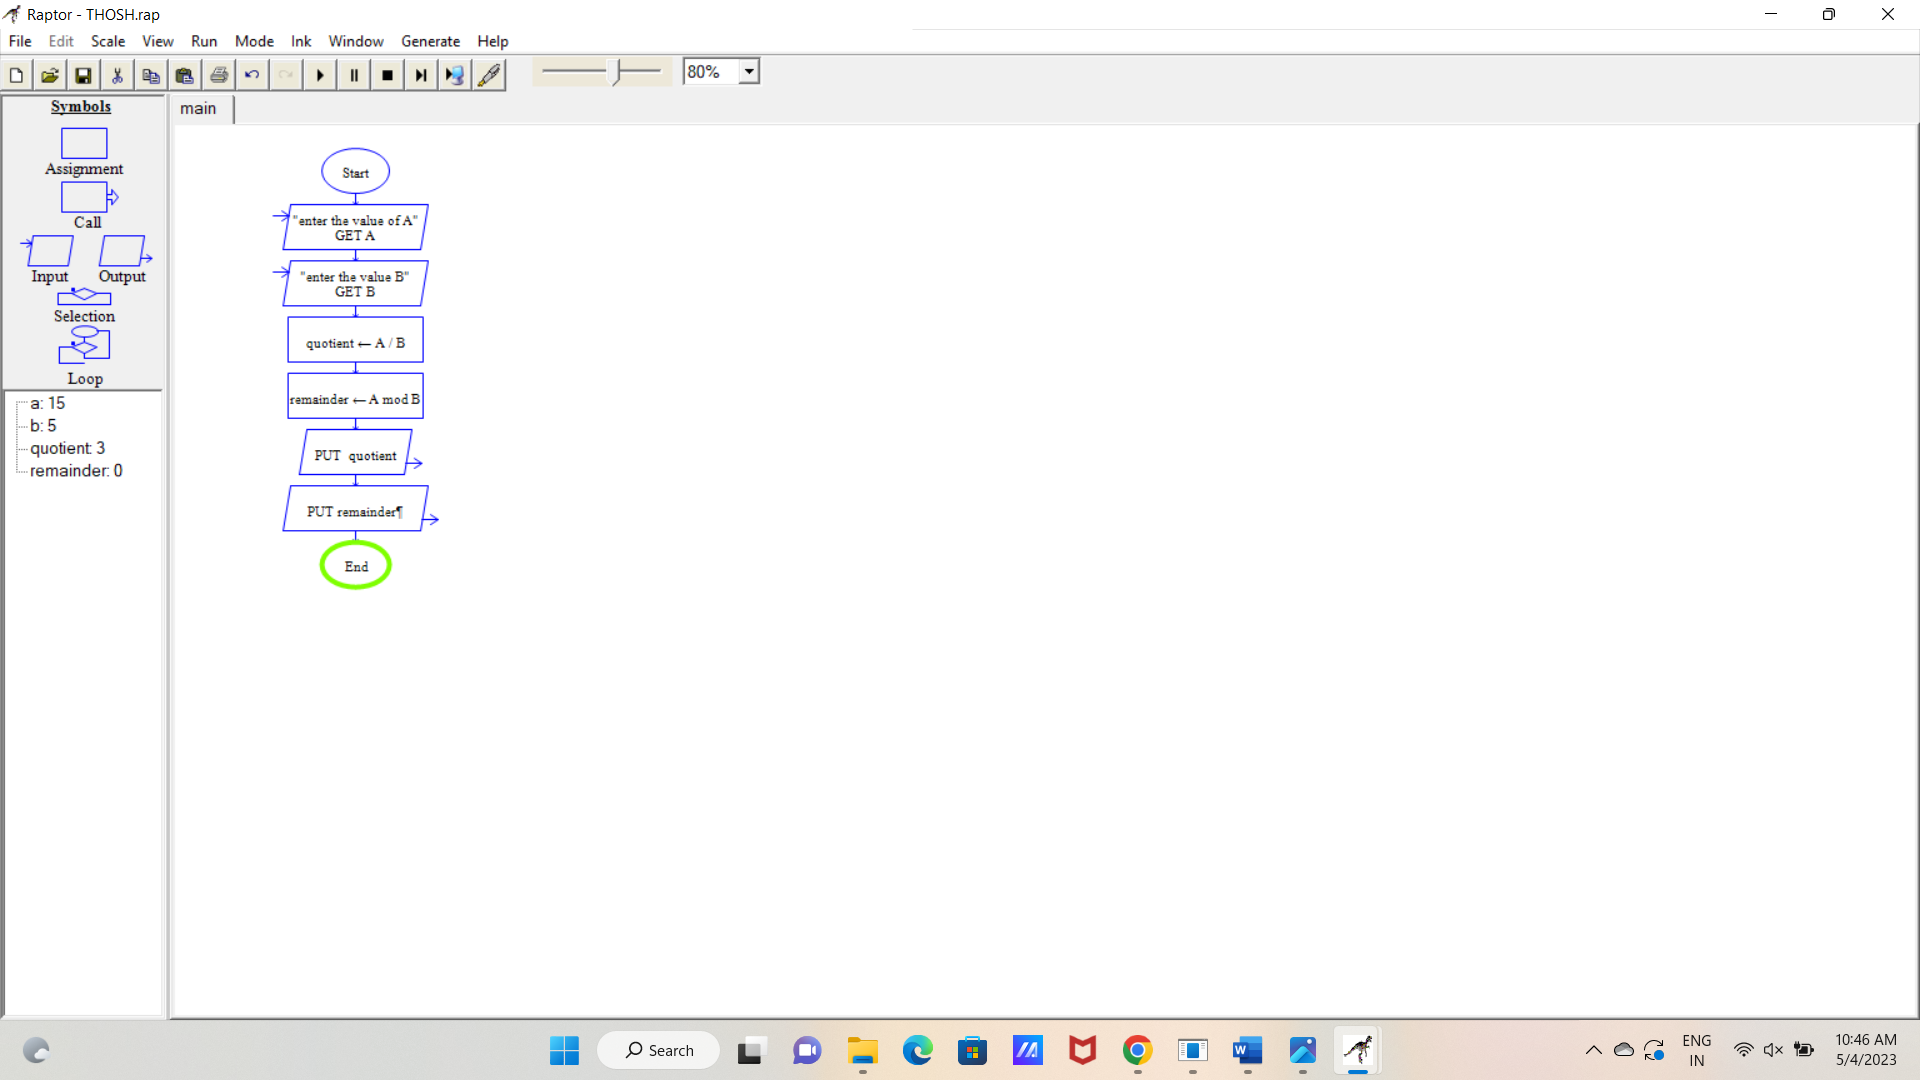 Raptor - THOSH.rap
File Edit Scale View Run Mode Ink Window Generate Help
80%
Symbols
Assignment
Call
Input Output
Selection
Loop
a: 15
b: 5
quotient: 3
remainder: 0
main
Start
"enter the value of A"
GET A
"enter the value B"
GET B
quotient ← A / B
remainder ← A mod B
PUT quotient
PUT remainder¶
End
Search
ENG
IN
10:46 AM
5/4/2023